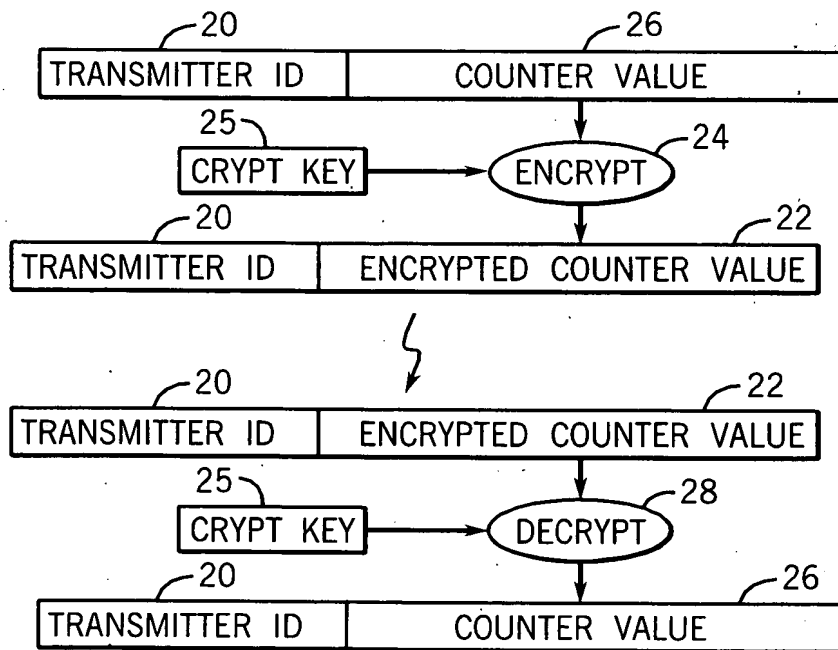 20 26
TRANSMITTER ID COUNTER VALUE
25 24
CRYPT KEY ENCRYPT
20 22
TRANSMITTER ID ENCRYPTED COUNTER VALUE
20 22
TRANSMITTER ID ENCRYPTED COUNTER VALUE
25 28
CRYPT KEY DECRYPT
20 26
TRANSMITTER ID COUNTER VALUE